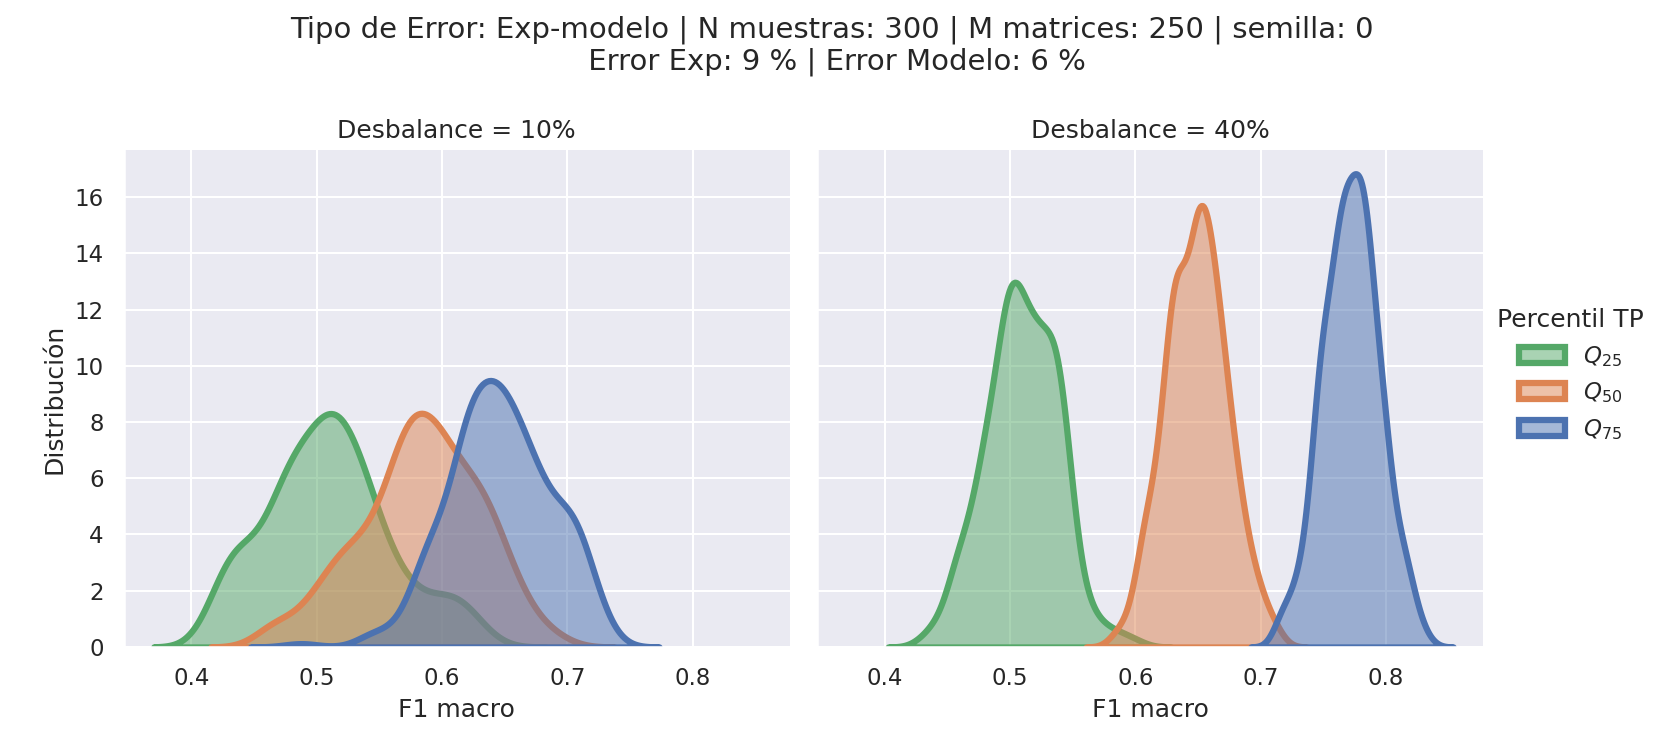 Tipo de Error: Exp-modelo | N muestras: 300 | M matrices: 250 | semilla: 0
Error Exp: 9 % | Error Modelo: 6 %
Desbalance = 10%
Desbalance = 40%
16
14
12
10
8
6
4
2
0
Distribución
0.4 0.5 0.6 0.7 0.8
F1 macro
0.4 0.5 0.6 0.7 0.8
F1 macro
Percentil TP
Q25
Q50
Q75